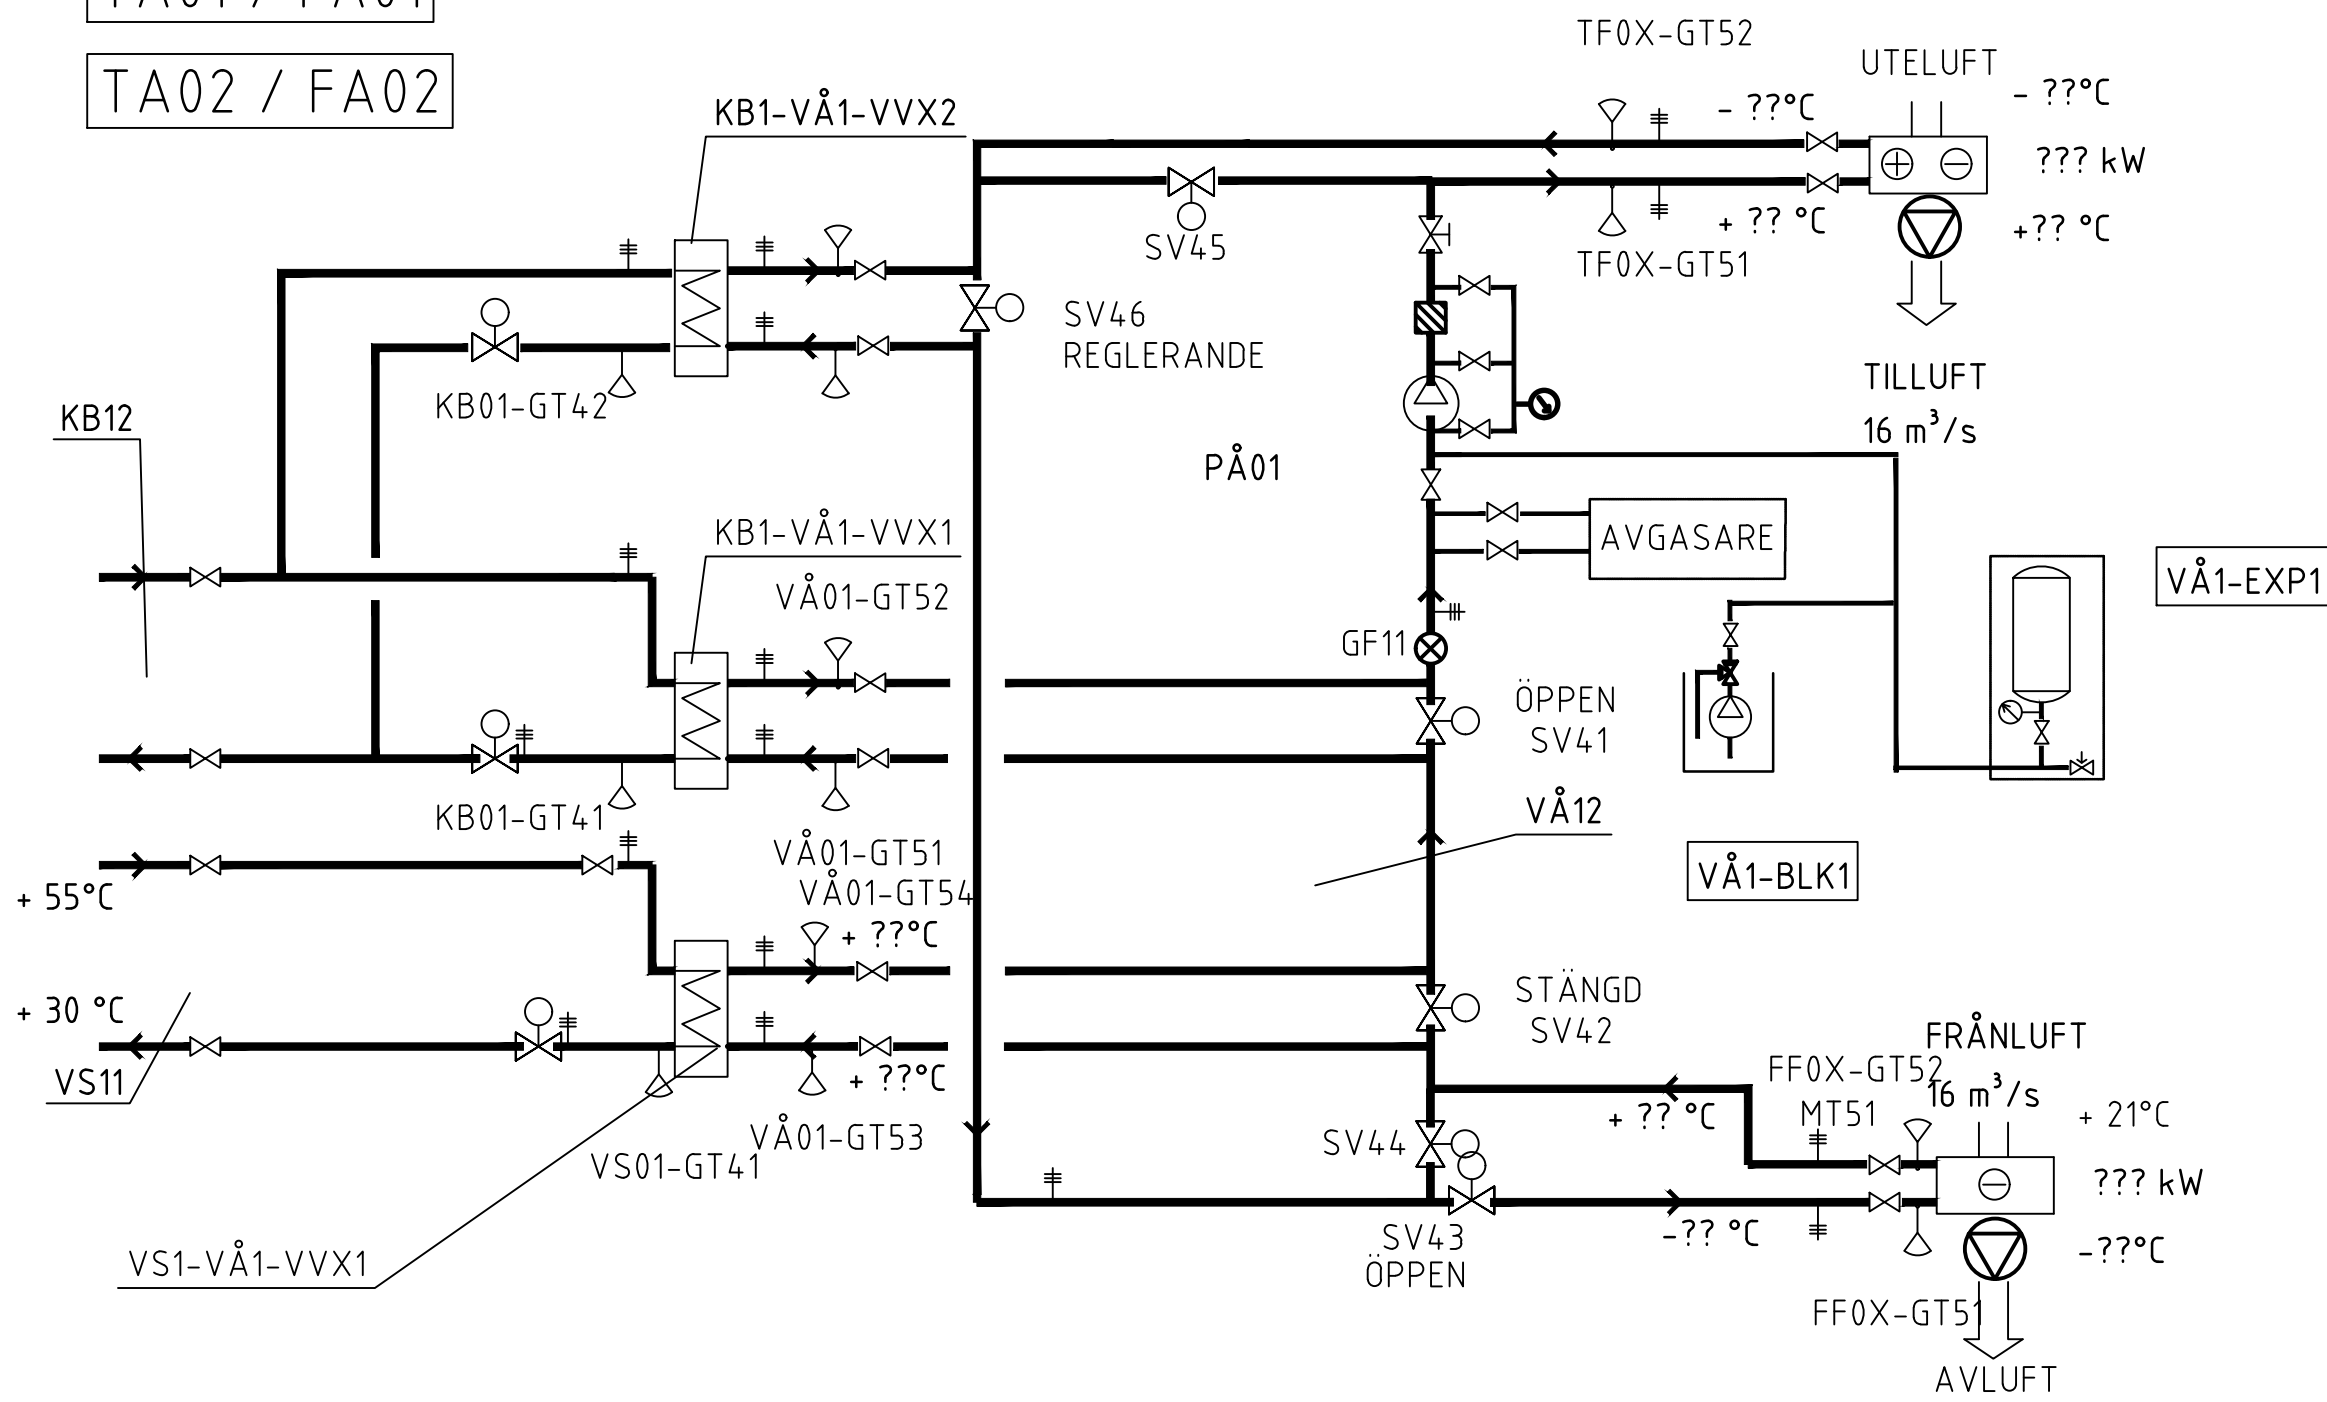 TA02 / FA02
TF0X-GT52
UTELUFT
- ??°C
- ??°C
KB1-VÅ1-VVX2
??? kW
+ ?? °C
+?? °C
SV45
TF0X-GT51
SV46
REGLERANDE
TILLUFT
16 m³/s
KB01-GT42
KB12
PÅ01
KB1-VÅ1-VVX1
AVGASARE
VÅ01-GT52
VÅ1-EXP1
GF11
ÖPPEN
SV41
KB01-GT41
VÅ12
VÅ01-GT51
VÅ01-GT54
VÅ1-BLK1
+ 55°C
+ ??°C
STÄNGD
SV42
+ 30 °C
FRÅNLUFT
16 m³/s
FF0X-GT52
MT51
VS11
+ ??°C
+ ?? °C
+ 21°C
VÅ01-GT53
SV44
VS01-GT41
??? kW
SV43
ÖPPEN
-?? °C
-??°C
VS1-VÅ1-VVX1
FF0X-GT51
AVLUFT